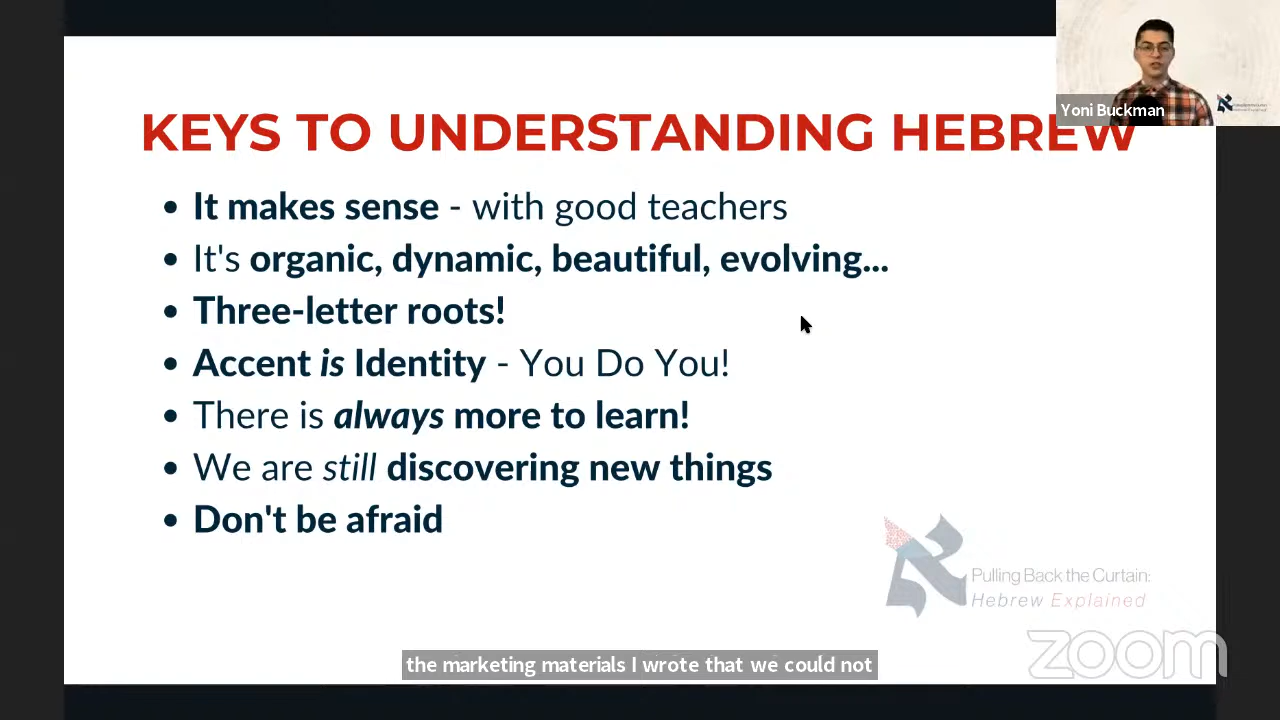 Yoni Buckman
KEYS TO UNDERSTANDING HEBREW
• It makes sense - with good teachers
• It's organic, dynamic, beautiful, evolving...
• Three-letter roots!
• Accent is Identity - You Do You!
• There is always more to learn!
• We are still discovering new things
• Don't be afraid
א
Pulling Back the Curtain:
Hebrew Explained
zoom
the marketing materials I wrote that we could not